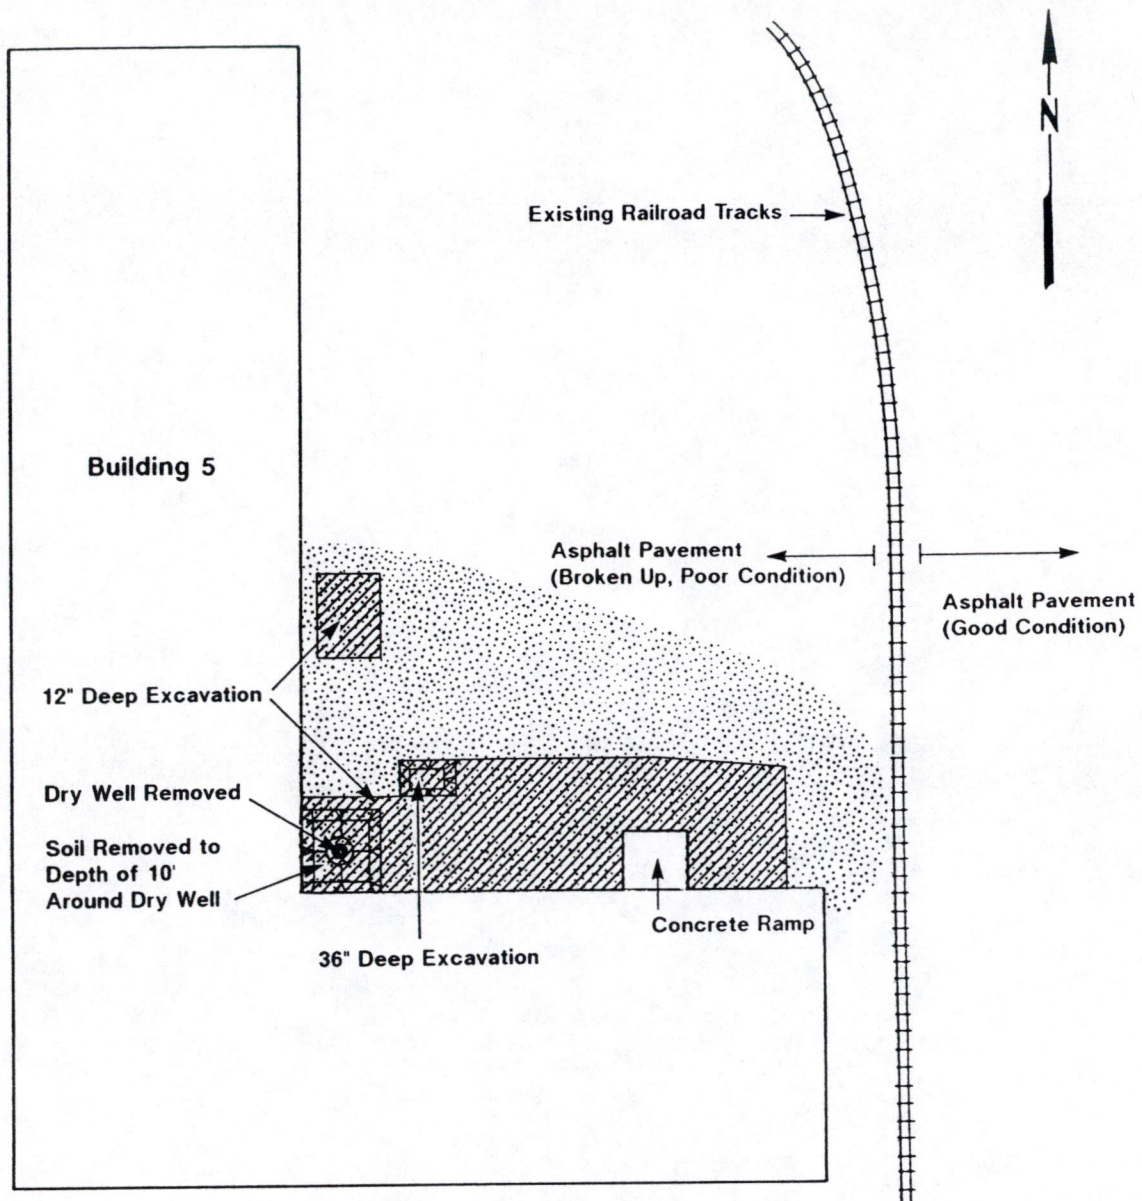 N
Existing Railroad Tracks
Building 5
Asphalt Pavement
(Broken Up, Poor Condition)
Asphalt Pavement
(Good Condition)
12" Deep Excavation
Dry Well Removed
Soil Removed to
Depth of 10'
Around Dry Well
Concrete Ramp
36" Deep Excavation